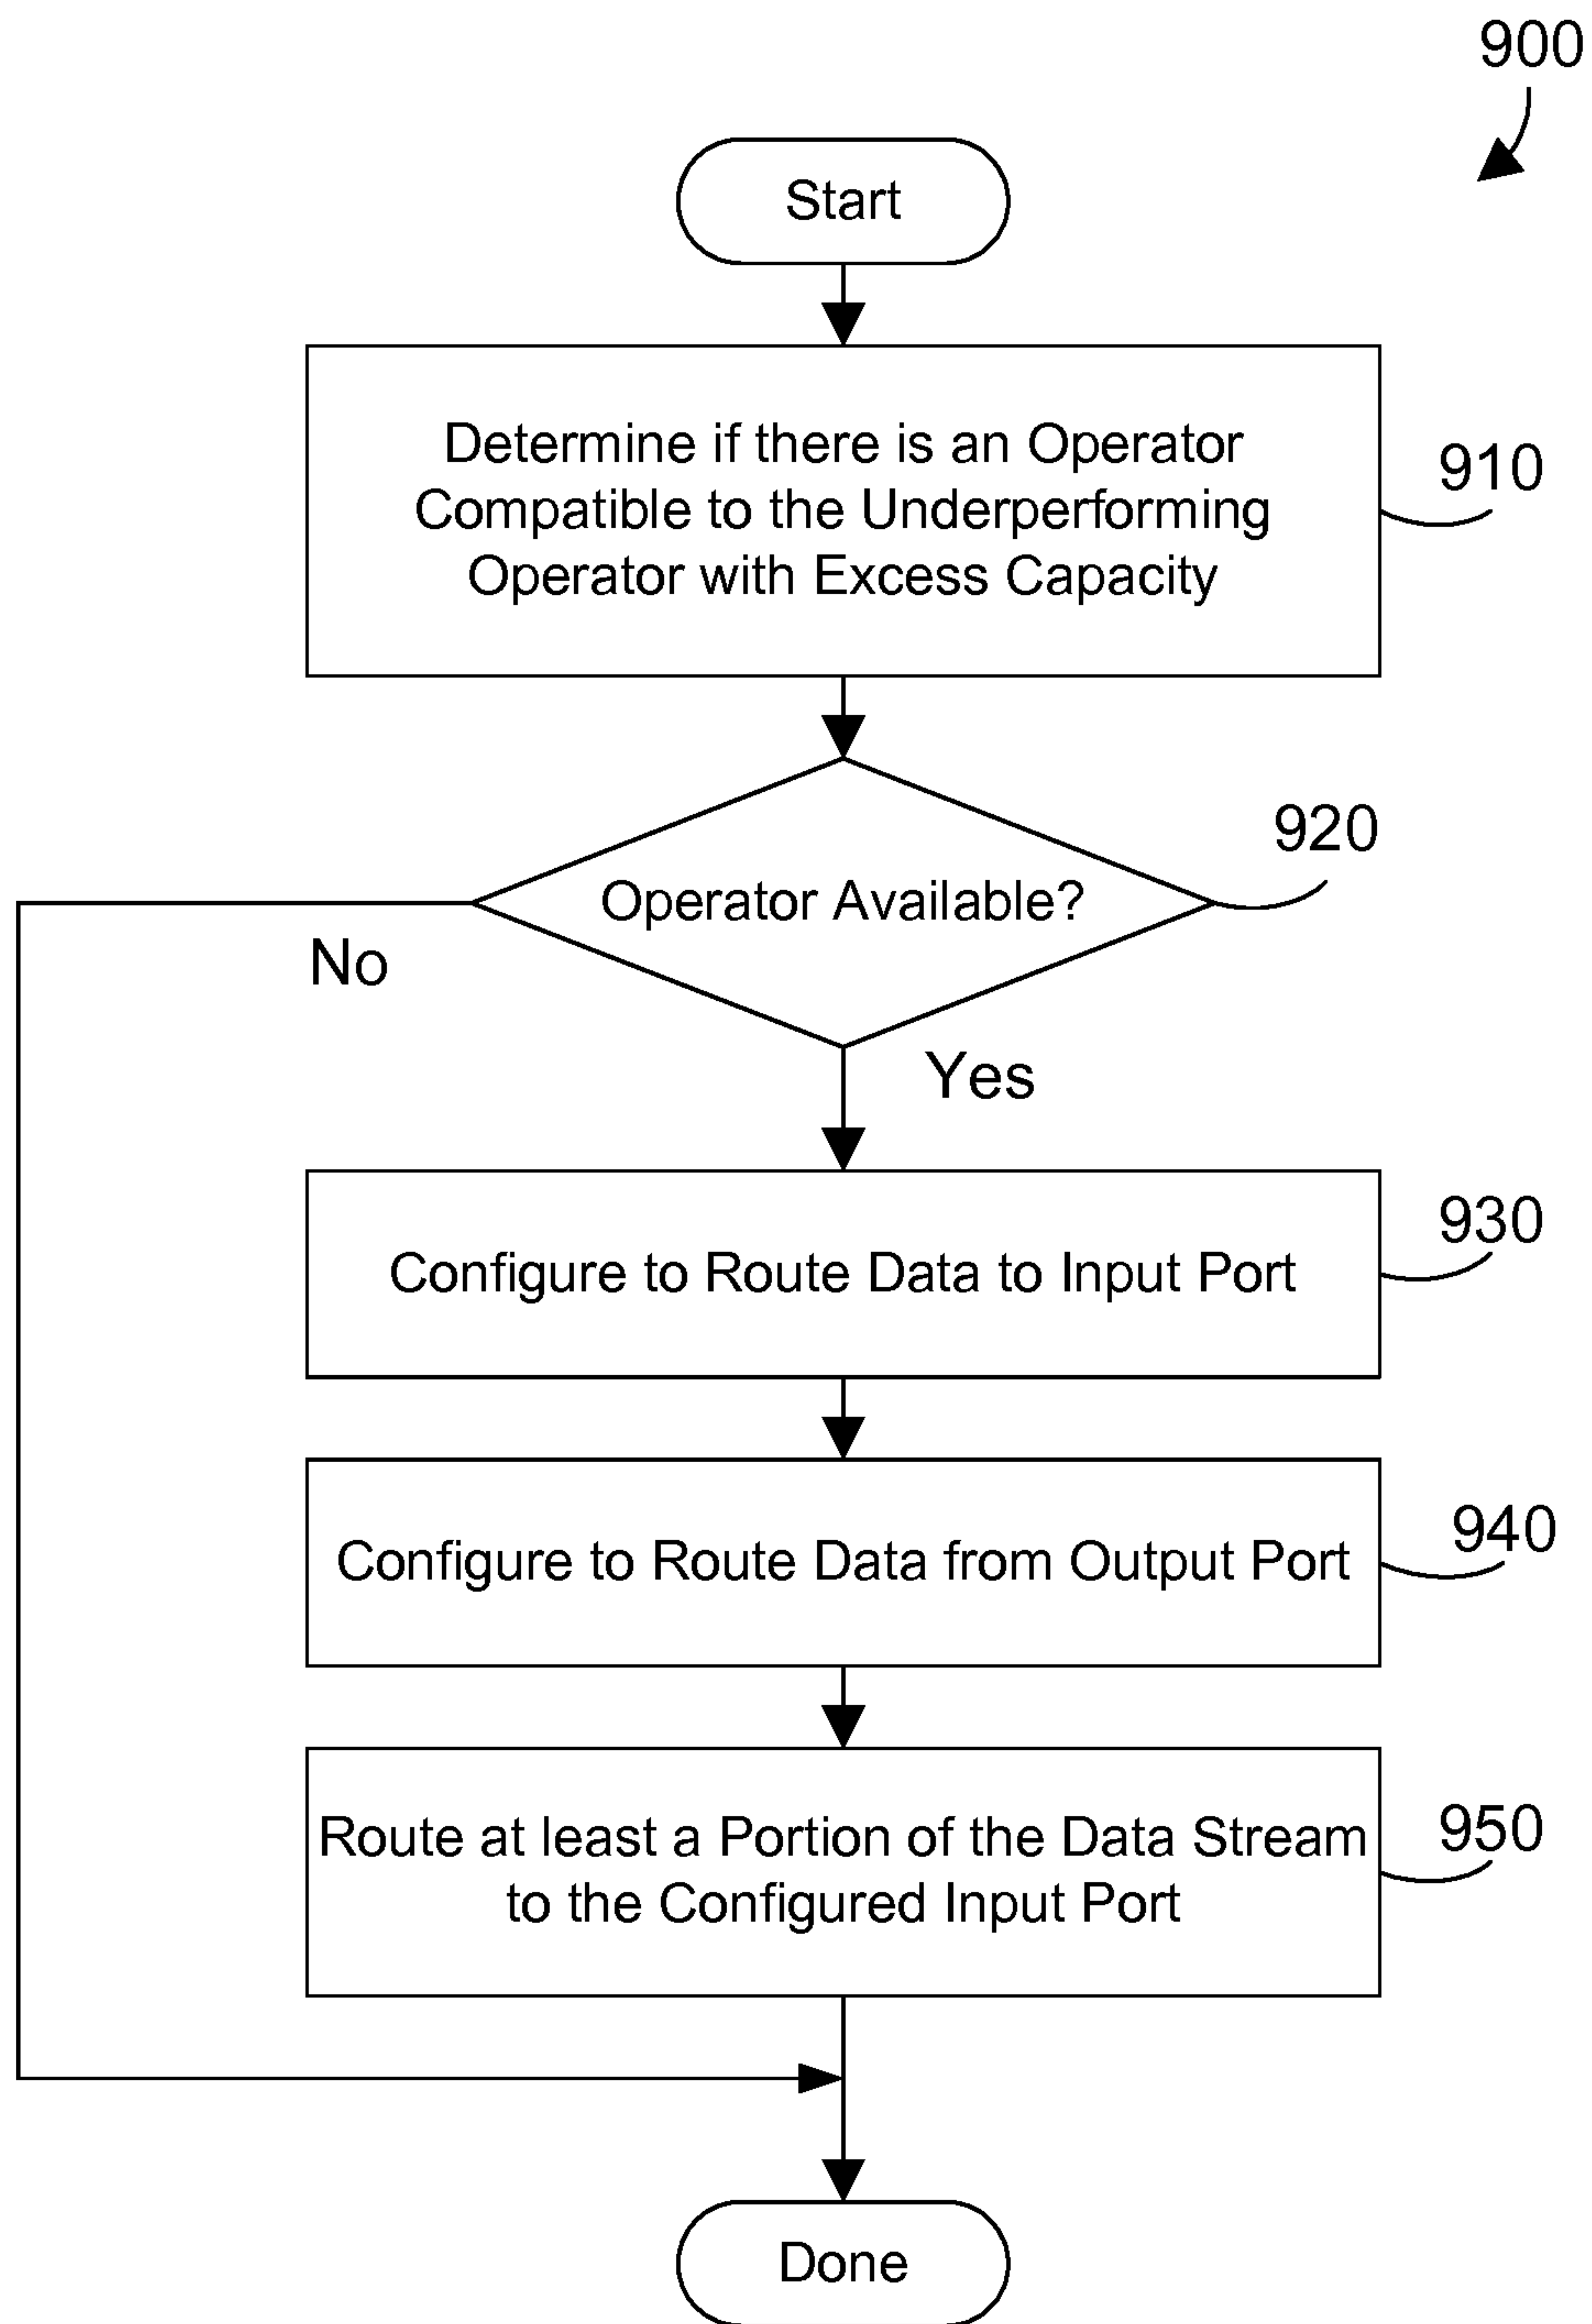 900
Start
Determine if there is an Operator
Compatible to the Underperforming
Operator with Excess Capacity
910
Operator Available?
920
No
Yes
Configure to Route Data to Input Port
930
Configure to Route Data from Output Port
940
Route at least a Portion of the Data Stream
to the Configured Input Port
950
Done